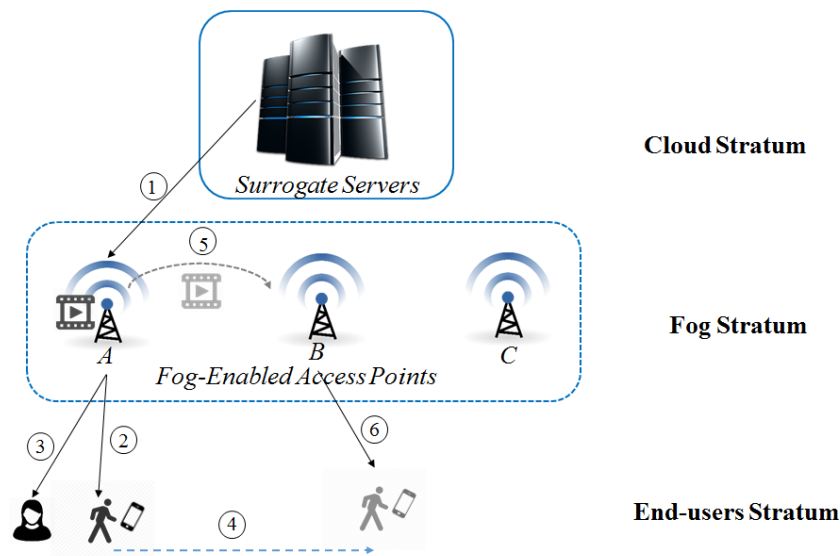 Surrogate Servers
Cloud Stratum
1
5
A
B
C
Fog Stratum
Fog-Enabled Access Points
3
2
6
4
End-users Stratum